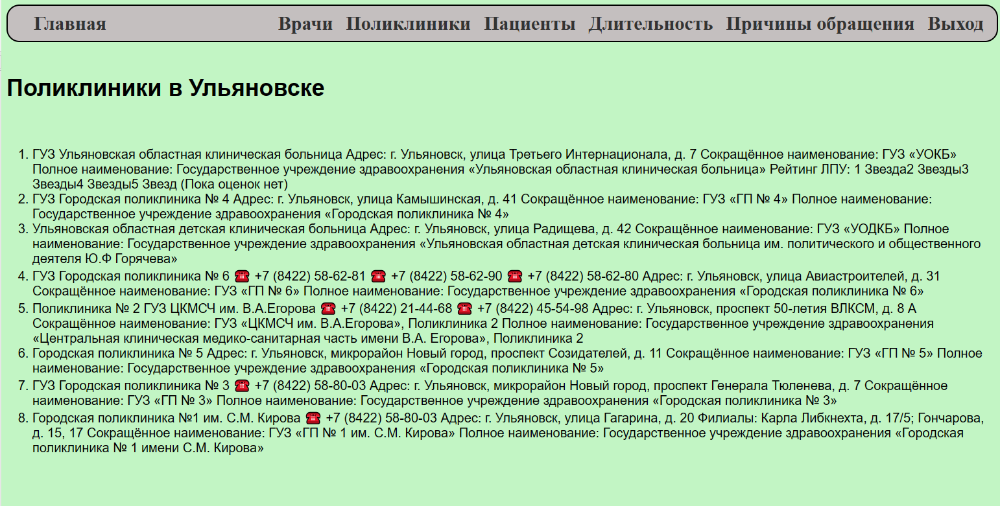 Главная Врачи Поликлиники Пациенты Длительность Причины обращения Выход
Поликлиники в Ульяновске
1. ГУЗ Ульяновская областная клиническая больница Адрес: г. Ульяновск, улица Третьего Интернационала, д. 7 Сокращённое наименование: ГУЗ «УОКБ»
Полное наименование: Государственное учреждение здравоохранения «Ульяновская областная клиническая больница» Рейтинг ЛПУ: 1 Звезда2 Звезды3
Звезды4 Звезды5 Звезд (Пока оценок нет)
2. ГУЗ Городская поликлиника № 4 Адрес: г. Ульяновск, улица Камышинская, д. 41 Сокращённое наименование: ГУЗ «ГП № 4» Полное наименование:
Государственное учреждение здравоохранения «Городская поликлиника № 4»
3. Ульяновская областная детская клиническая больница Адрес: г. Ульяновск, улица Радищева, д. 42 Сокращённое наименование: ГУЗ «УОДКБ» Полное
наименование: Государственное учреждение здравоохранения «Ульяновская областная детская клиническая больница им. политического и общественного
деятеля Ю.Ф Горячева»
4. ГУЗ Городская поликлиника № 6 ☎ +7 (8422) 58-62-81 ☎ +7 (8422) 58-62-90 ☎ +7 (8422) 58-62-80 Адрес: г. Ульяновск, улица Авиастроителей, д. 31
Сокращённое наименование: ГУЗ «ГП № 6» Полное наименование: Государственное учреждение здравоохранения «Городская поликлиника № 6»
5. Поликлиника № 2 ГУЗ ЦКМСЧ им. В.А.Егорова ☎ +7 (8422) 21-44-68 ☎ +7 (8422) 45-54-98 Адрес: г. Ульяновск, проспект 50-летия ВЛКСМ, д. 8 А
Сокращённое наименование: ГУЗ «ЦКМСЧ им. В.А.Егорова», Поликлиника 2 Полное наименование: Государственное учреждение здравоохранения
«Центральная клиническая медико-санитарная часть имени В.А. Егорова», Поликлиника 2
6. Городская поликлиника № 5 Адрес: г. Ульяновск, микрорайон Новый город, проспект Созидателей, д. 11 Сокращённое наименование: ГУЗ «ГП № 5» Полное
наименование: Государственное учреждение здравоохранения «Городская поликлиника № 5»
7. ГУЗ Городская поликлиника № 3 ☎ +7 (8422) 58-80-03 Адрес: г. Ульяновск, микрорайон Новый город, проспект Генерала Тюленева, д. 7 Сокращённое
наименование: ГУЗ «ГП № 3» Полное наименование: Государственное учреждение здравоохранения «Городская поликлиника № 3»
8. Городская поликлиника №1 им. С.М. Кирова ☎ +7 (8422) 58-80-03 Адрес: г. Ульяновск, улица Гагарина, д. 20 Филиалы: Карла Либкнехта, д. 17/5; Гончарова,
д. 15, 17 Сокращённое наименование: ГУЗ «ГП № 1 им. С.М. Кирова» Полное наименование: Государственное учреждение здравоохранения «Городская
поликлиника № 1 имени С.М. Кирова»